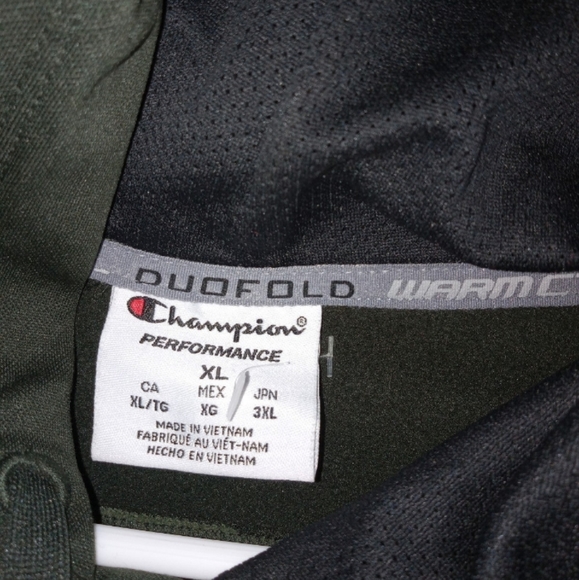 DUOFOLD WARM
Champion®
PERFORMANCE
XL
CA MEX JPN
XL/TG XG 3XL
MADE IN VIETNAM
FABRIQUÉ AU VIÊT-NAM
HECHO EN VIETNAM